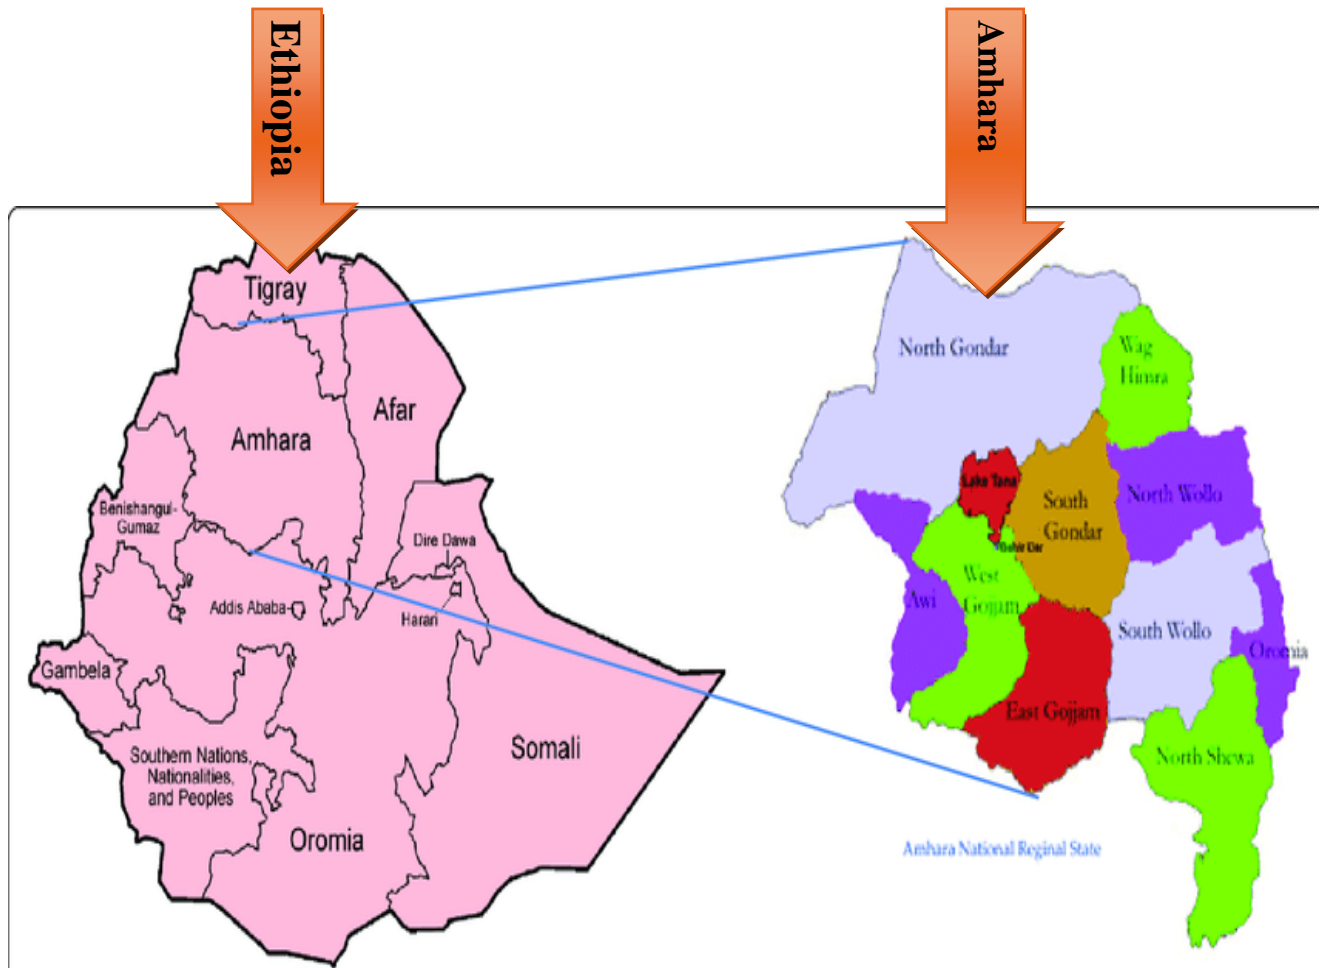 Ethiopia
Amhara
Tigray
Afar
Amhara
Benishangul-
Gumaz
Dire Dawa
Addis Ababa
Harari
Gambela
Southern Nations,
Nationalities,
and Peoples
Somali
Oromia
North Gondar
Wag
Himra
Lake Tana
South
Gondar
North Wollo
Bahir Dar
West
Gojjam
Awi
South Wollo
Oromia
East Gojjam
North Shewa
Amhara National Reginal State